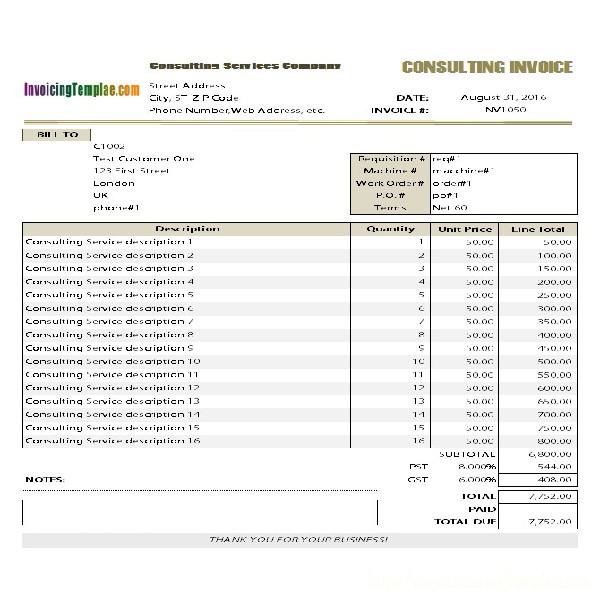 Consulting Services Company
CONSULTING INVOICE
InvoicingTemplae.com
Street Address
City, ST ZIP Code
Phone Number,Web Address, etc.
DATE: August 31, 2016
INVOICE #: NV1050
BILL TO
C1002
Test Customer One
123 First Street
London
UK
phone#1
Requisition # req#1
Machine # macchine#1
Work Order# order#1
P.O. # po#1
Terms Net 60
Description Quantity Unit Price Line Total
Consulting Service description 1 1 50.00 50.00
Consulting Service description 2 2 50.00 100.00
Consulting Service description 3 3 50.00 150.00
Consulting Service description 4 4 50.00 200.00
Consulting Service description 5 5 50.00 250.00
Consulting Service description 6 6 50.00 300.00
Consulting Service description 7 7 50.00 350.00
Consulting Service description 8 8 50.00 400.00
Consulting Service description 9 9 50.00 450.00
Consulting Service description 10 10 50.00 500.00
Consulting Service description 11 11 50.00 550.00
Consulting Service description 12 12 50.00 600.00
Consulting Service description 13 13 50.00 650.00
Consulting Service description 14 14 50.00 700.00
Consulting Service description 15 15 50.00 750.00
Consulting Service description 16 16 50.00 800.00
SUBTOTAL 6,800.00
PST 8.000% 544.00
NOTES: GST 6.000% 408.00
TOTAL 7,752.00
PAID
TOTAL DUE 7,752.00
THANK YOU FOR YOUR BUSINESS!